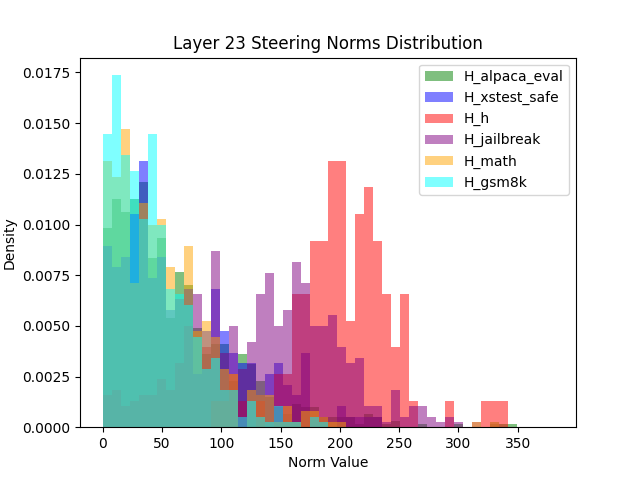 Layer 23 Steering Norms Distribution
Density
0.0175
0.0150
0.0125
0.0100
0.0075
0.0050
0.0025
0.0000
H_alpaca_eval
H_xstest_safe
H_h
H_jailbreak
H_math
H_gsm8k
0 50 100 150 200 250 300 350
Norm Value